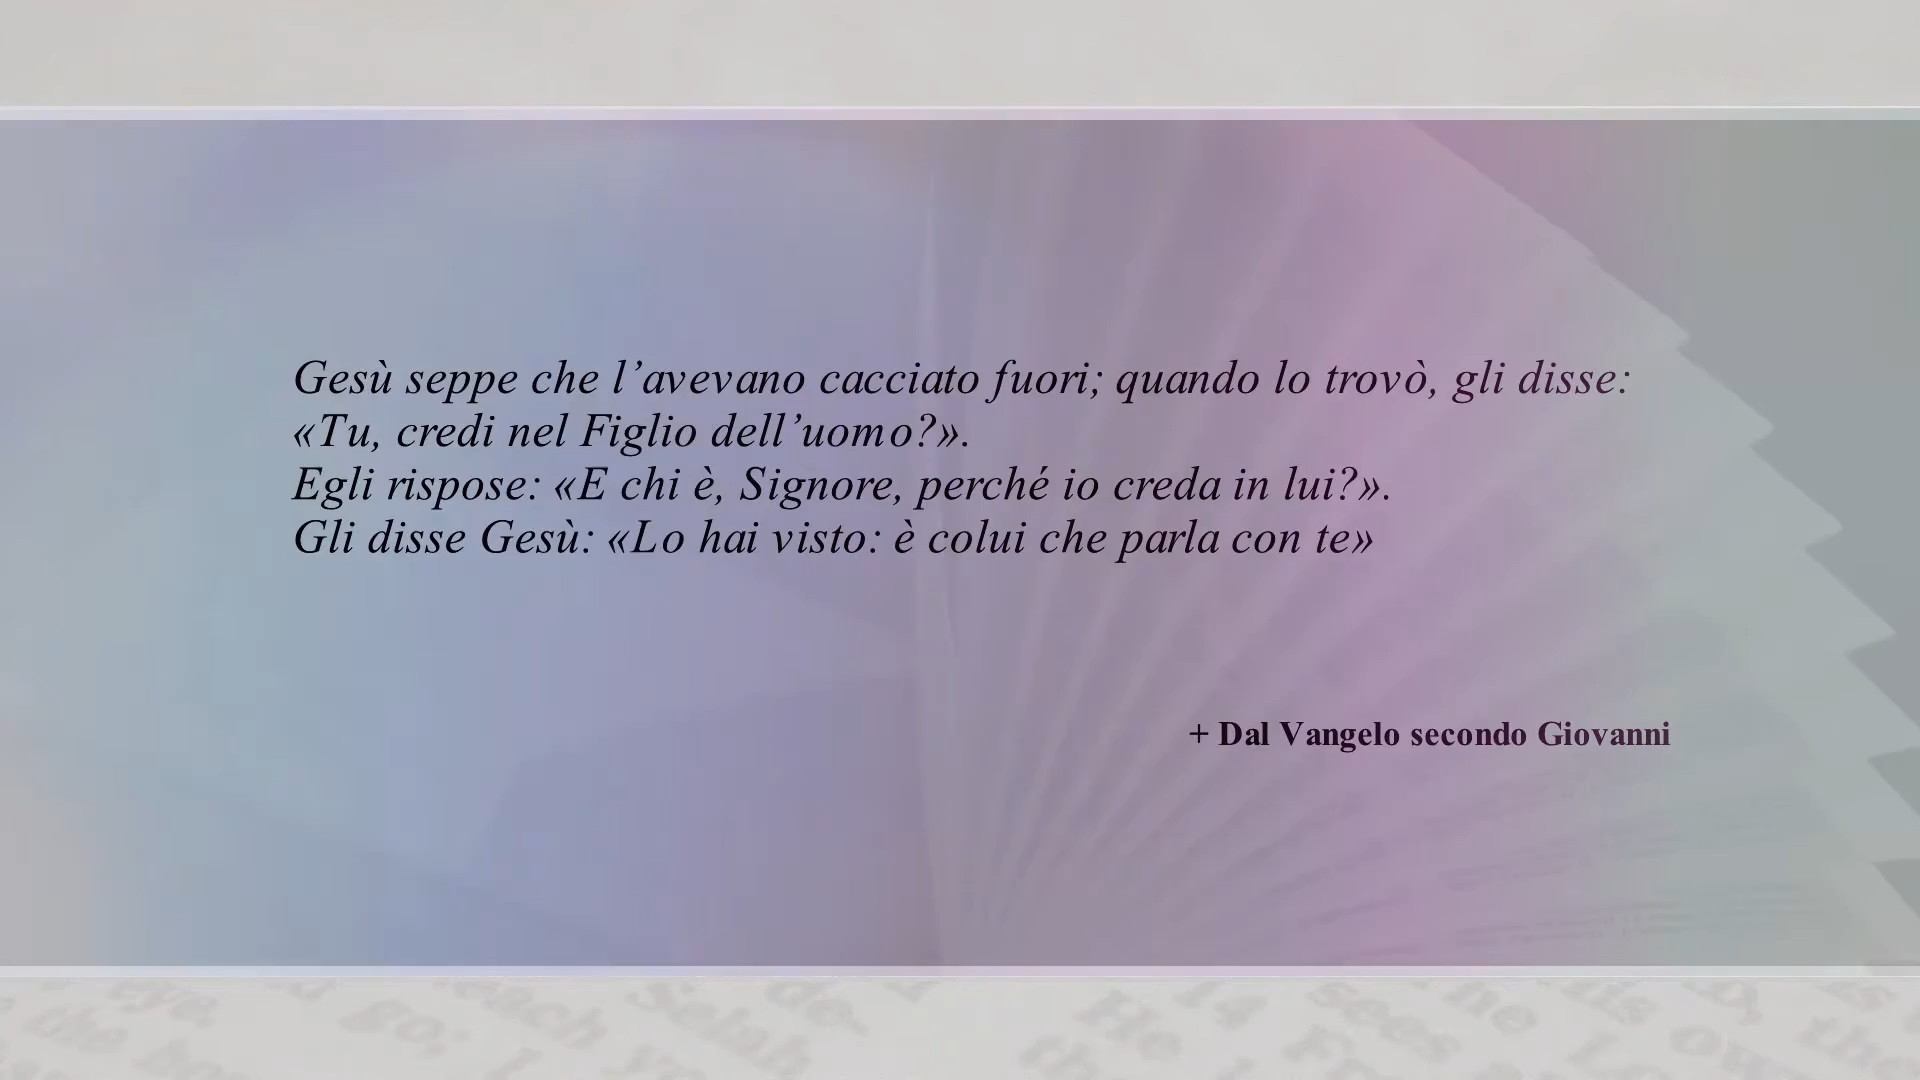 Gesù seppe che l’avevano cacciato fuori; quando lo trovò, gli disse:
«Tu, credi nel Figlio dell’uomo?».
Egli rispose: «E chi è, Signore, perché io creda in lui?».
Gli disse Gesù: «Lo hai visto: è colui che parla con te»
+ Dal Vangelo secondo Giovanni